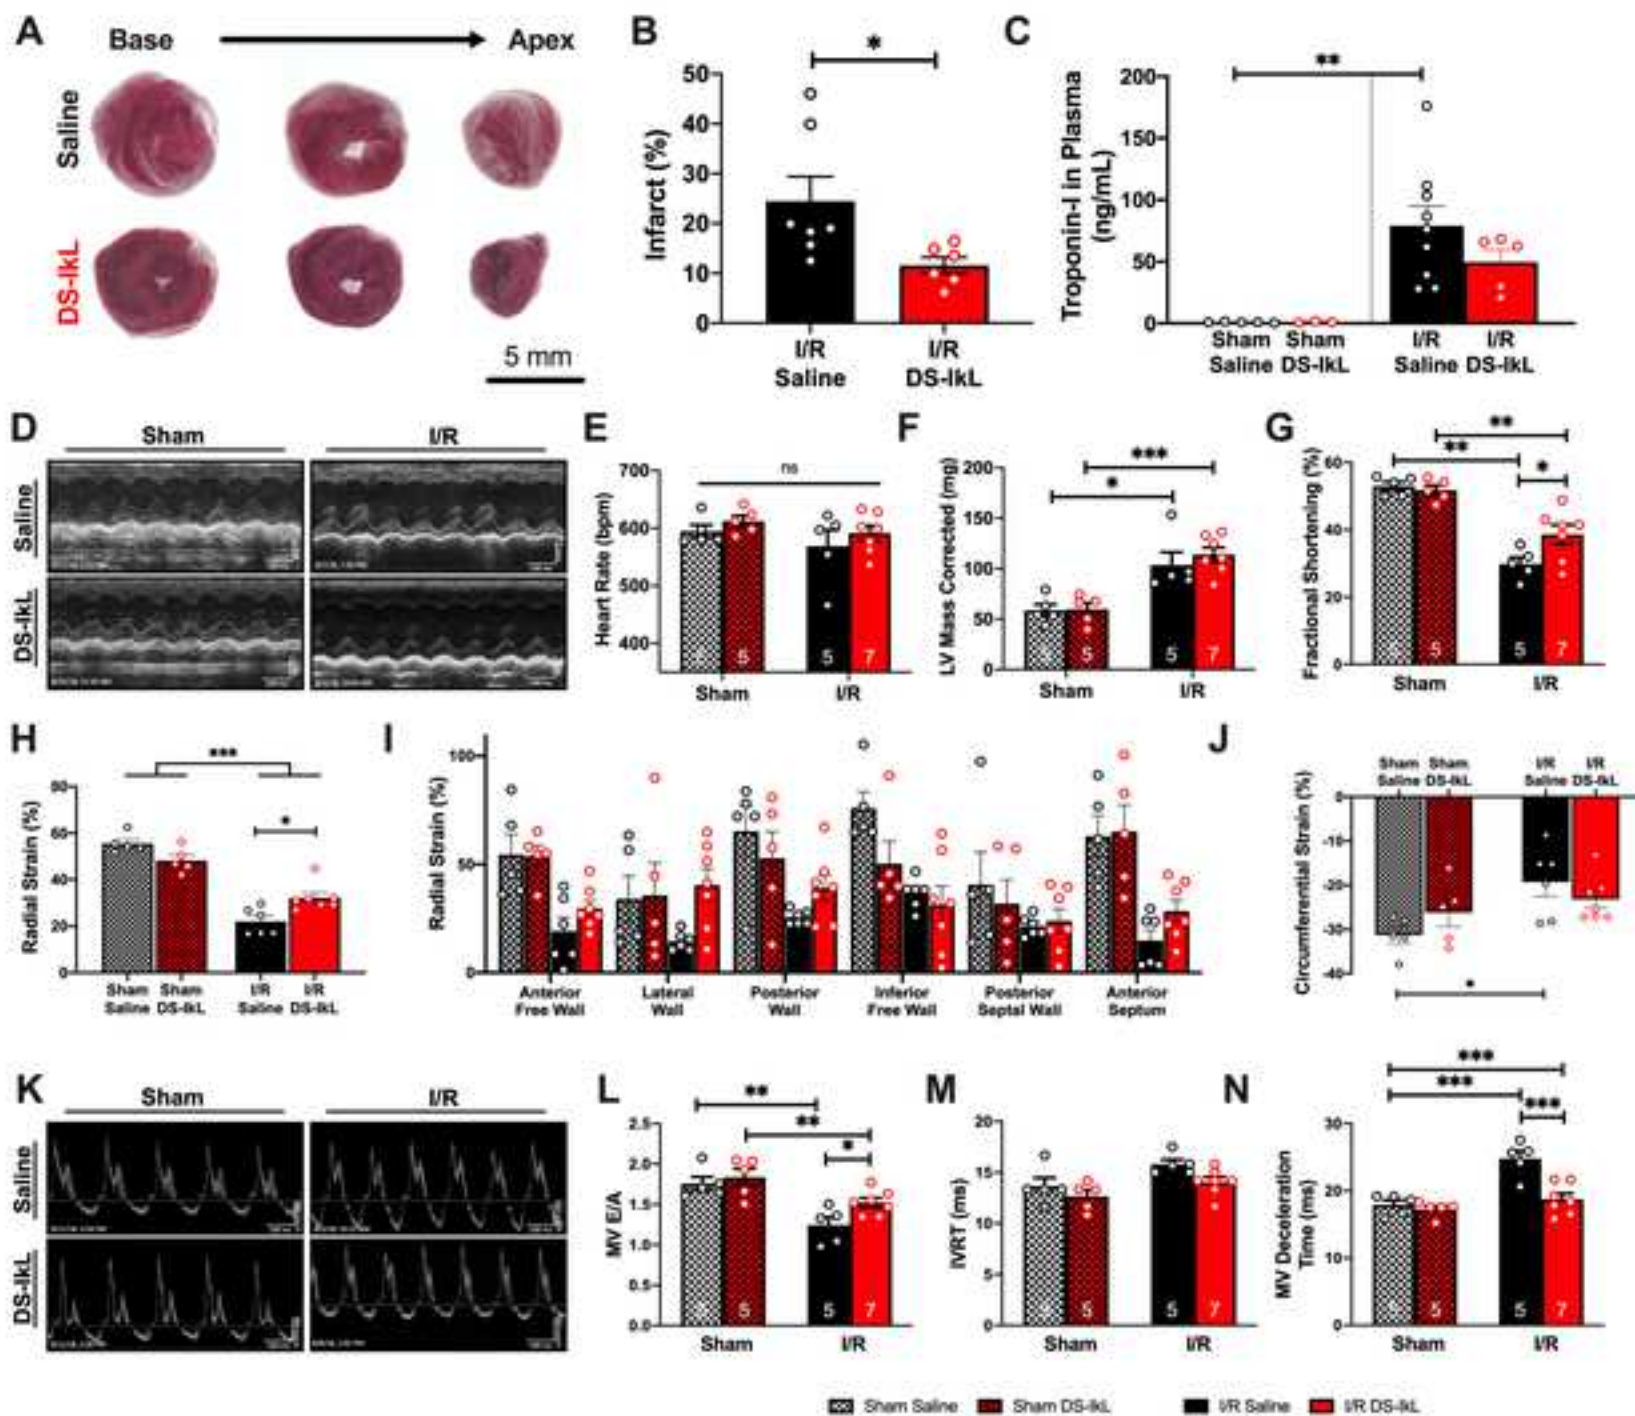 A
Base
Apex
Saline
DS-IkL
5 mm
B
*
Infarct (%)
50
40
30
20
10
0
I/R
Saline
I/R
DS-IkL
C
**
Troponin-I in Plasma
(ng/mL)
200
150
100
50
0
Sham
Saline
Sham
DS-IkL
I/R
Saline
I/R
DS-IkL
D
Sham
I/R
Saline
DS-IkL
E
ns
Heart Rate (bpm)
700
600
500
400
5
5
7
Sham
I/R
F
***
*
LV Mass Corrected (mg)
200
150
100
50
0
5
5
7
Sham
I/R
G
**
**
*
Fractional Shortening (%)
60
40
20
0
5
5
7
Sham
I/R
H
***
*
Radial Strain (%)
80
60
40
20
0
Sham
Saline
Sham
DS-IkL
I/R
Saline
I/R
DS-IkL
I
Radial Strain (%)
100
50
0
Anterior
Free Wall
Lateral
Wall
Posterior
Wall
Inferior
Free Wall
Posterior
Septal Wall
Anterior
Septum
J
Sham
Saline
Sham
DS-IkL
I/R
Saline
I/R
DS-IkL
Circumferential Strain (%)
0
-10
-20
-30
-40
*
K
Sham
I/R
Saline
DS-IkL
L
**
**
*
MV E/A
2.5
2.0
1.5
1.0
0.5
0.0
5
5
7
Sham
I/R
M
IVRT (ms)
20
15
10
5
0
5
5
7
Sham
I/R
N
***
***
***
MV Deceleration
Time (ms)
30
20
10
0
5
5
7
Sham
I/R
Sham Saline
Sham DS-IkL
I/R Saline
I/R DS-IkL